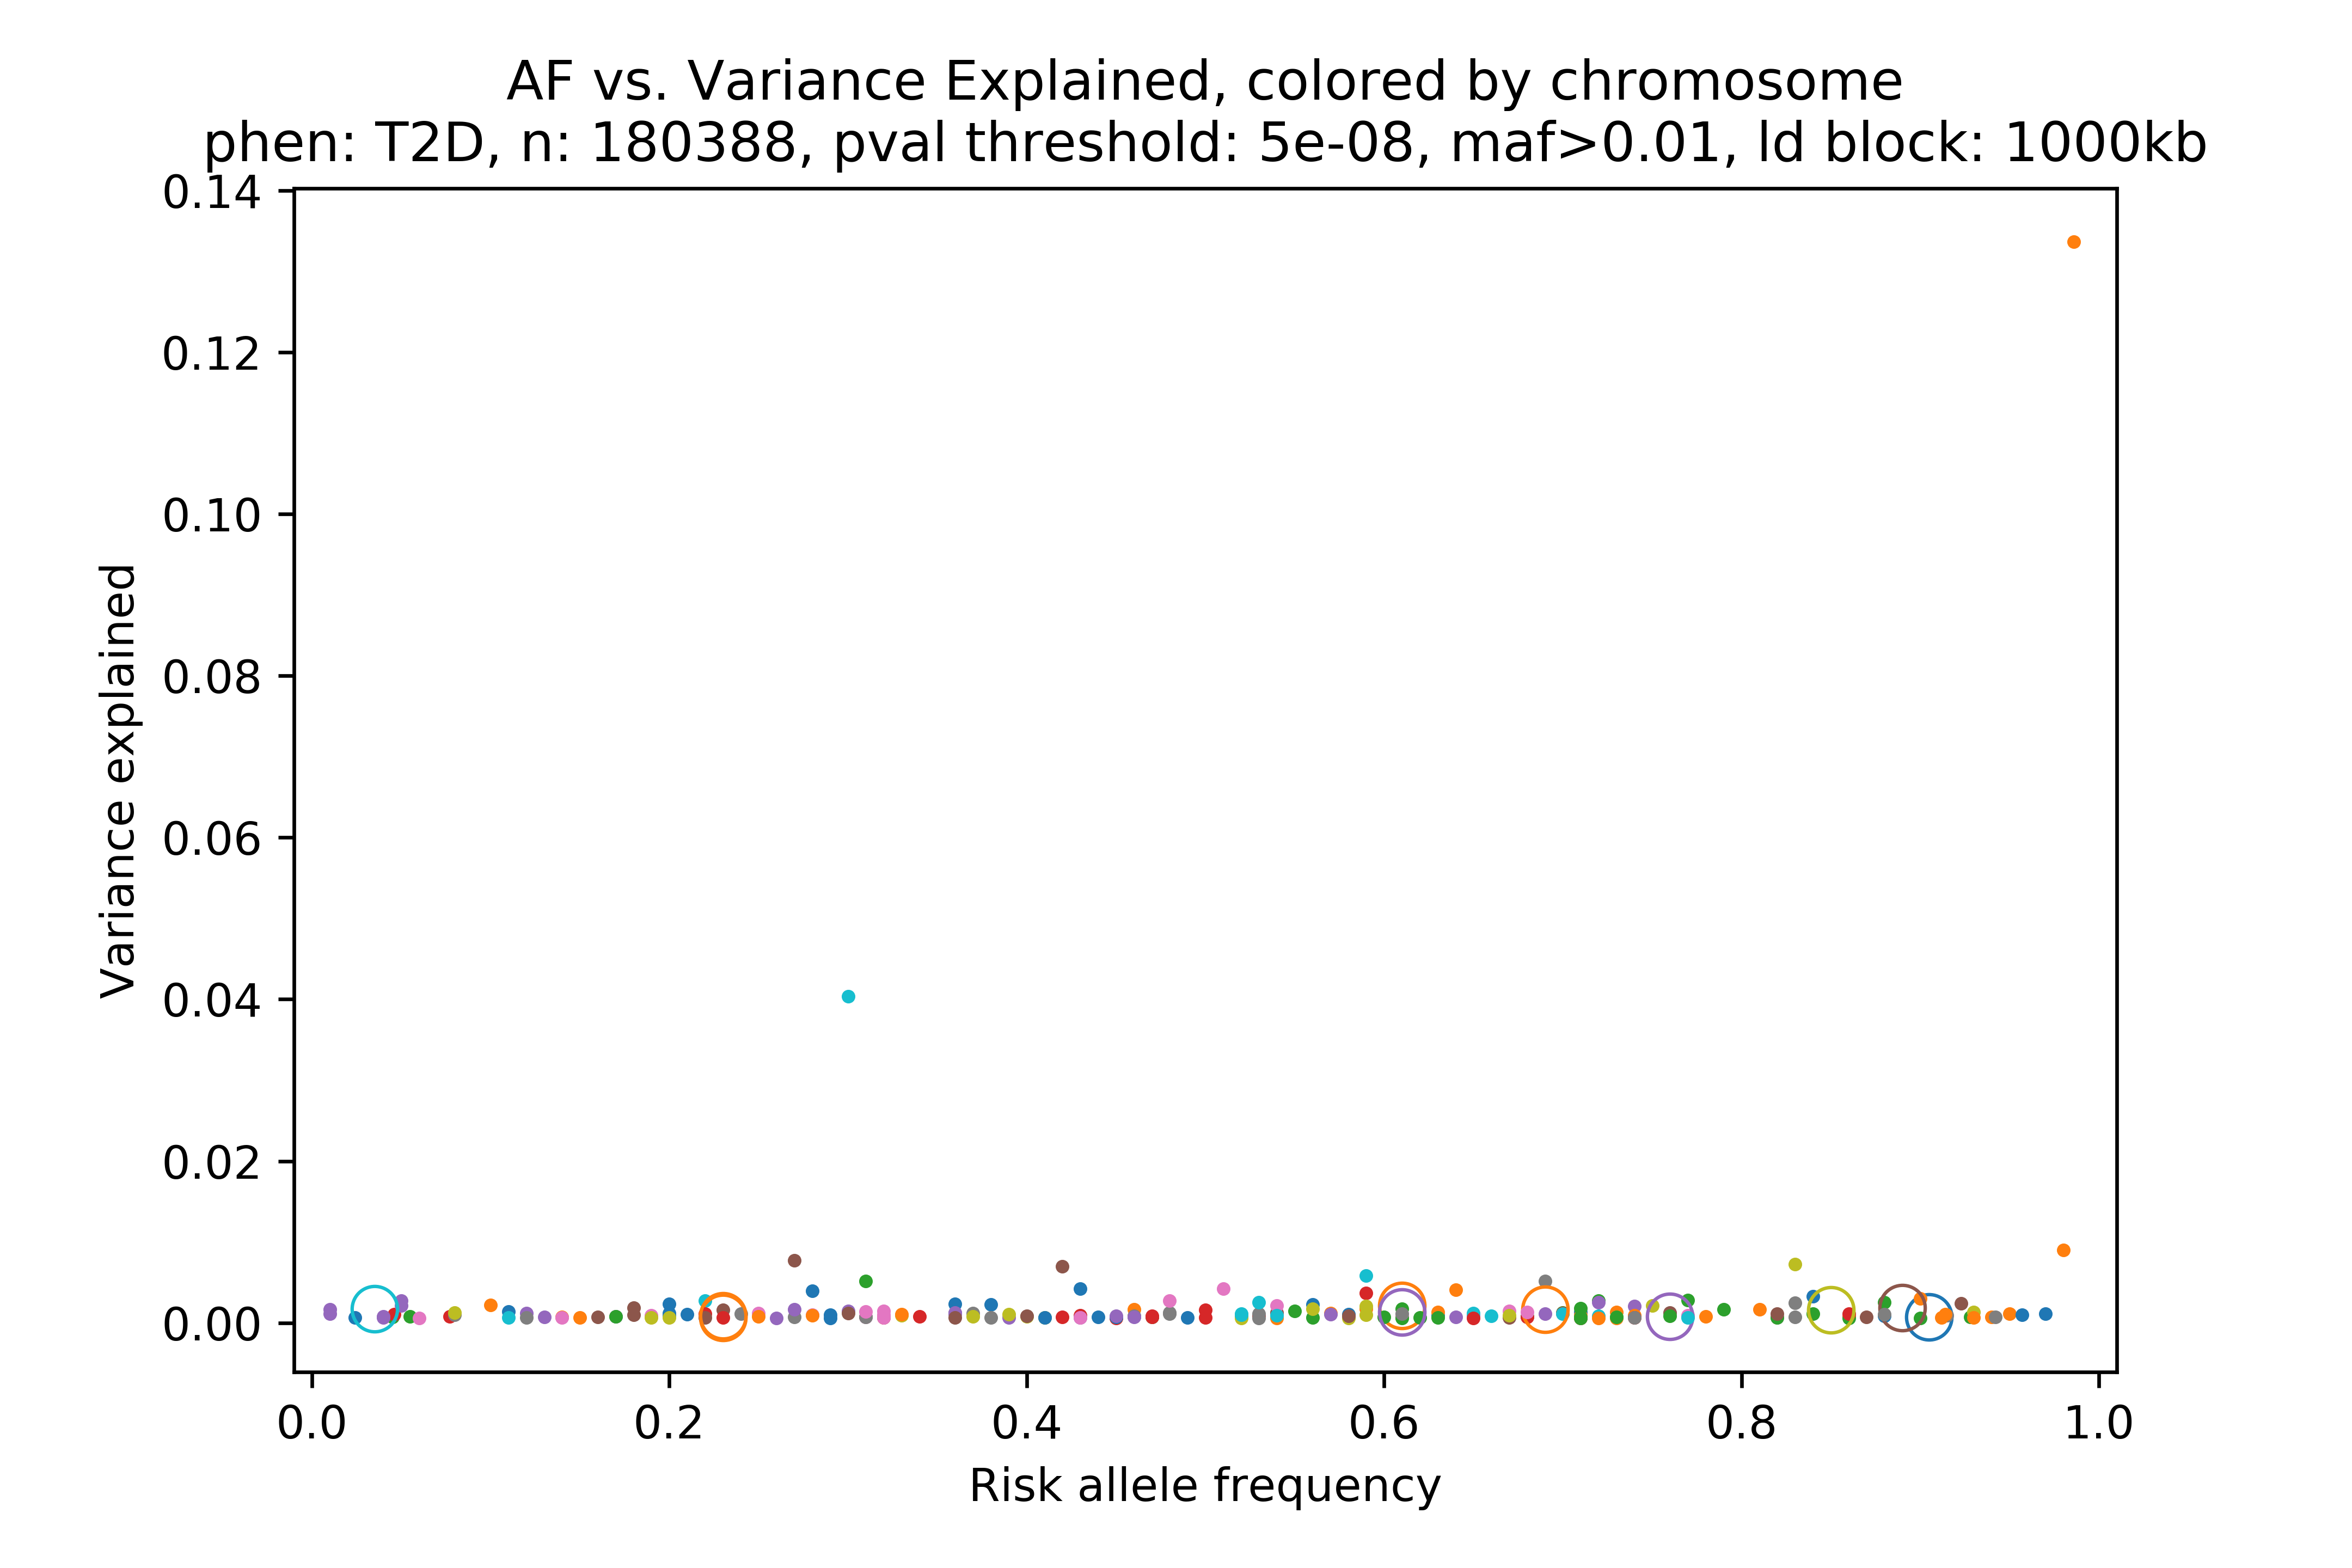 AF vs. Variance Explained, colored by chromosome
phen: T2D, n: 180388, pval threshold: 5e-08, maf>0.01, ld block: 1000kb
0.14
0.12
0.10
0.08
0.06
0.04
0.02
0.00
Variance explained
0.0 0.2 0.4 0.6 0.8 1.0
Risk allele frequency